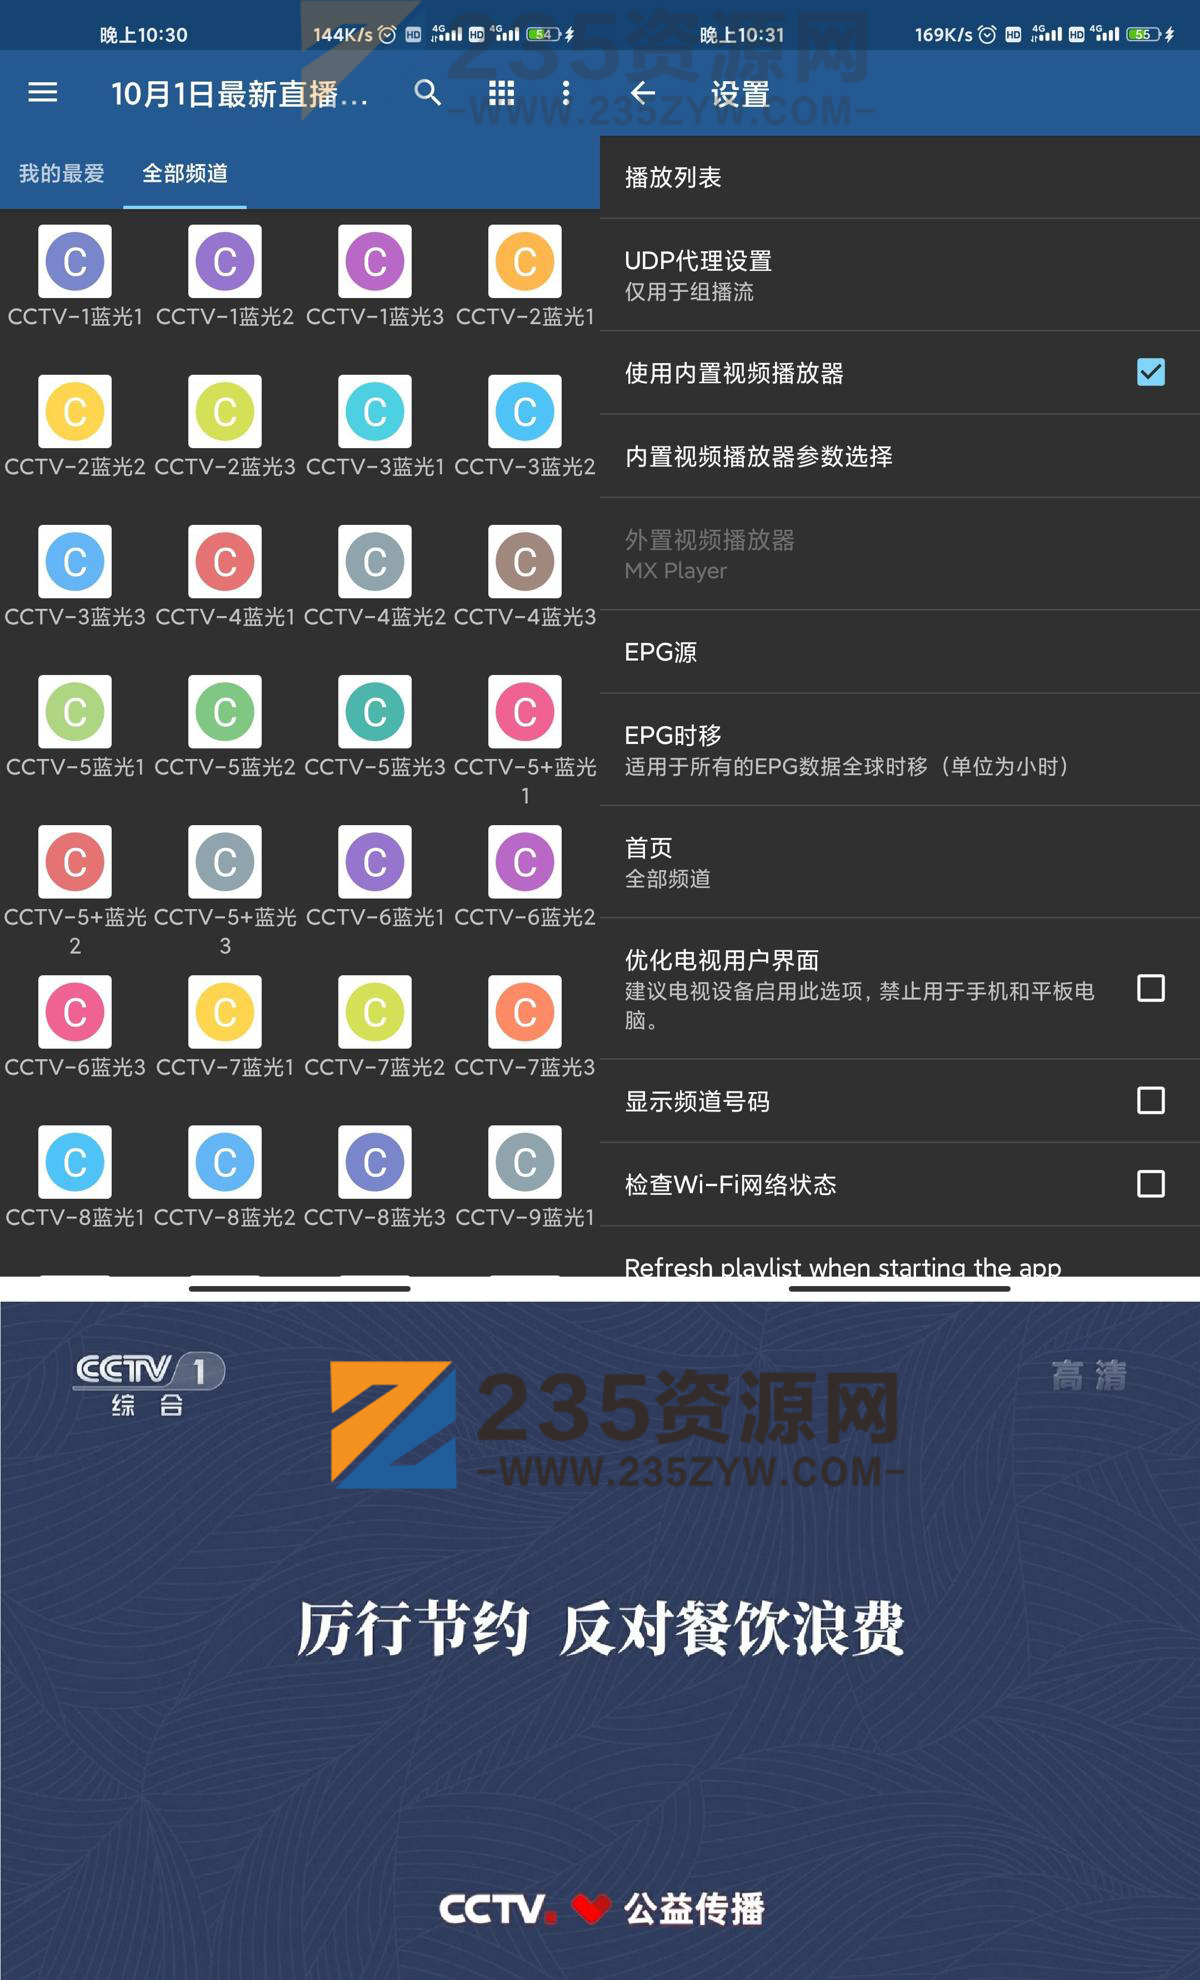 晚上10:30
144K/s HD 4G HD 4G 54
10月1日最新直播...
我的最爱 全部频道
C C C C
CCTV-1蓝光1 CCTV-1蓝光2 CCTV-1蓝光3 CCTV-2蓝光1
C C C C
CCTV-2蓝光2 CCTV-2蓝光3 CCTV-3蓝光1 CCTV-3蓝光2
C C C C
CCTV-3蓝光3 CCTV-4蓝光1 CCTV-4蓝光2 CCTV-4蓝光3
C C C C
CCTV-5蓝光1 CCTV-5蓝光2 CCTV-5蓝光3 CCTV-5+蓝光
1
C C C C
CCTV-5+蓝光 CCTV-5+蓝光 CCTV-6蓝光1 CCTV-6蓝光2
2 3
C C C C
CCTV-6蓝光3 CCTV-7蓝光1 CCTV-7蓝光2 CCTV-7蓝光3
C C C C
CCTV-8蓝光1 CCTV-8蓝光2 CCTV-8蓝光3 CCTV-9蓝光1
235资源网
-WWW.235ZYW.COM-
晚上10:31
169K/s HD 4G HD 4G 55
设置
播放列表
UDP代理设置
仅用于组播流
使用内置视频播放器
内置视频播放器参数选择
外置视频播放器
MX Player
EPG源
EPG时移
适用于所有的EPG数据全球时移（单位为小时）
首页
全部频道
优化电视用户界面
建议电视设备启用此选项, 禁止用于手机和平板电
脑。
显示频道号码
检查Wi-Fi网络状态
Refresh playlist when starting the app
CCTV 1
综合
高清
235资源网
-WWW.235ZYW.COM-
厉行节约 反对餐饮浪费
CCTV. 公益传播